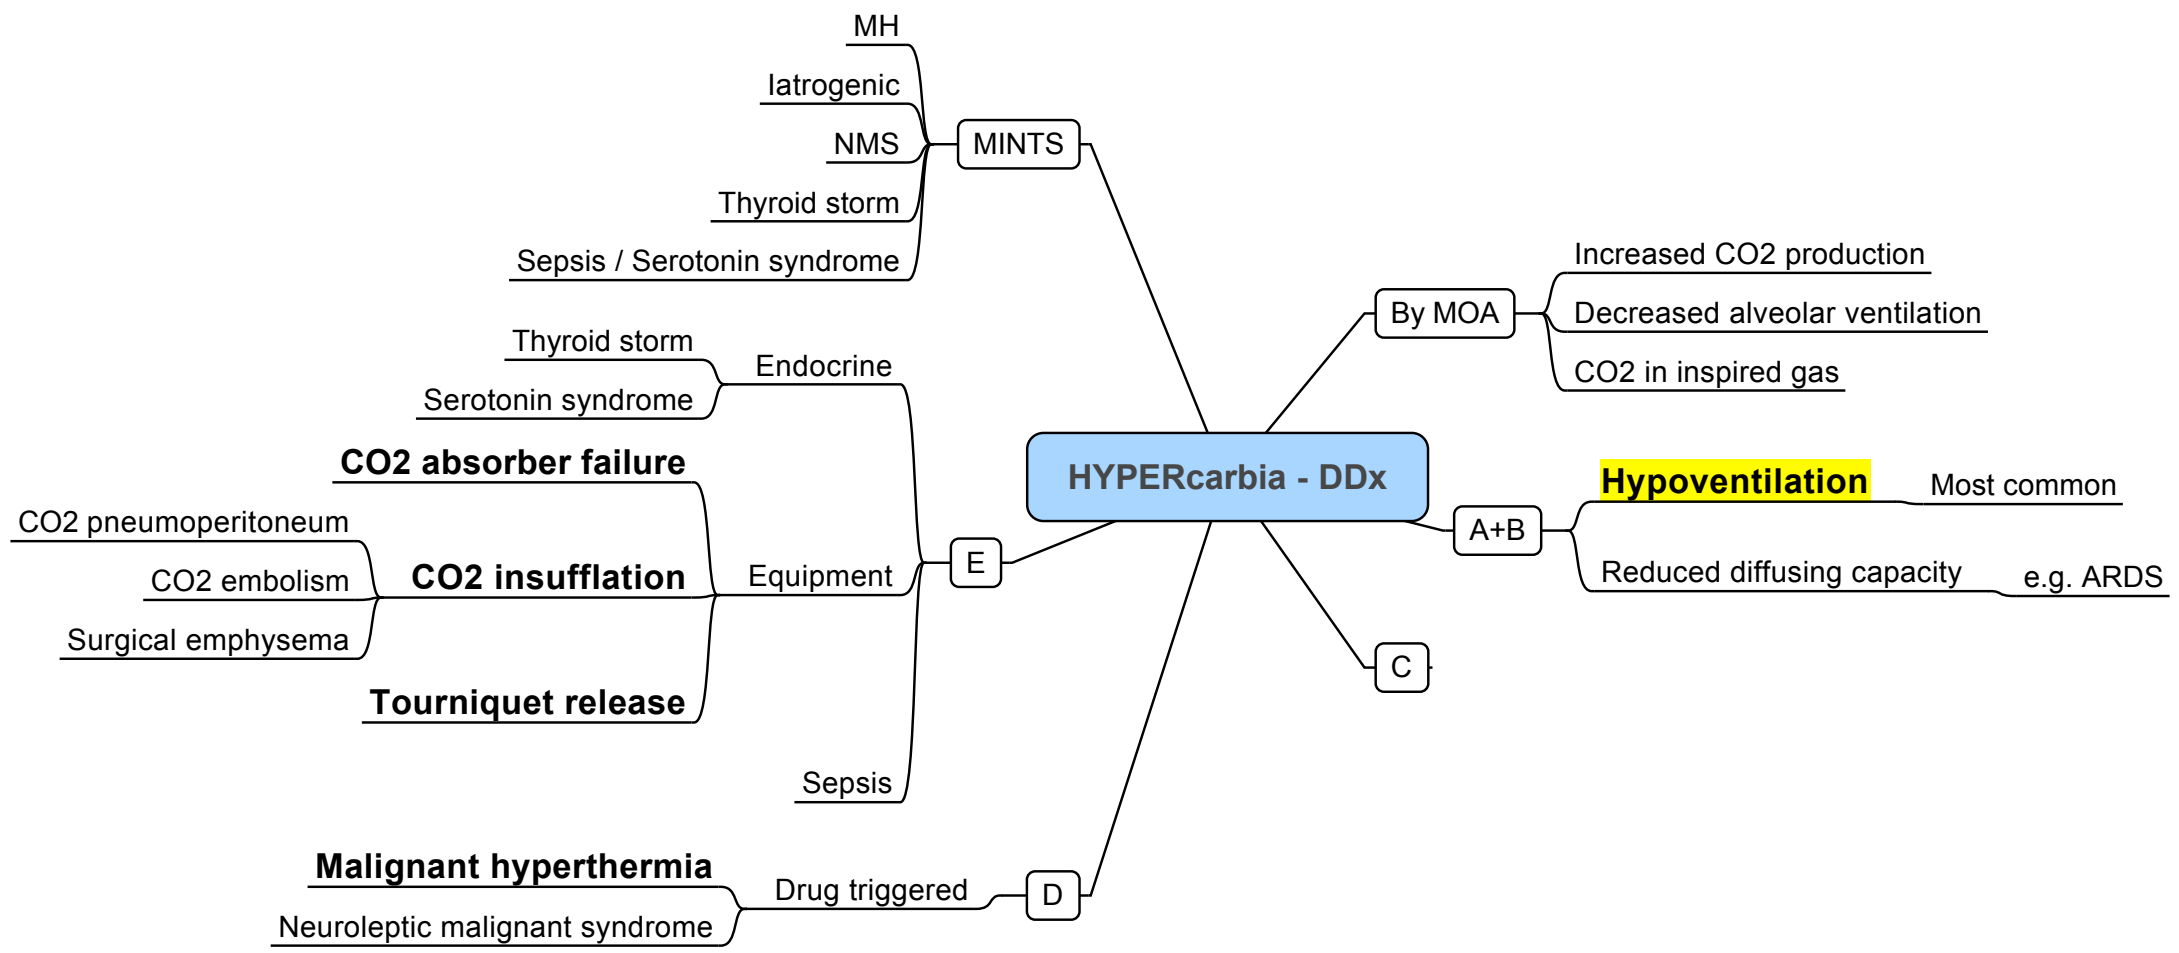 HYPERcarbia - DDx
By MOA
Increased CO2 production
Decreased alveolar ventilation
CO2 in inspired gas
A+B
Hypoventilation
Most common
Reduced diffusing capacity
e.g. ARDS
C
D
Drug triggered
Malignant hyperthermia
Neuroleptic malignant syndrome
E
Endocrine
Thyroid storm
Serotonin syndrome
Equipment
CO2 absorber failure
CO2 insufflation
CO2 pneumoperitoneum
CO2 embolism
Surgical emphysema
Tourniquet release
Sepsis
MINTS
MH
Iatrogenic
NMS
Thyroid storm
Sepsis / Serotonin syndrome